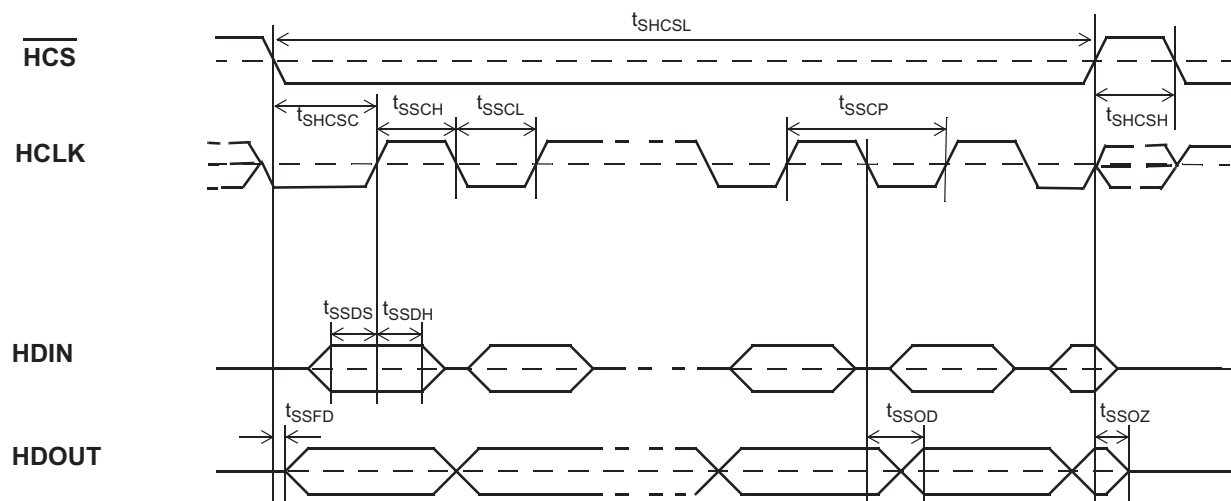 tSHCSL
HCS
tSHCSC tSSCH tSSCL tSSCP tSHCSH
HCLK
tSSDS tSSDH
HDIN
tSSFD tSSOD tSSOZ
HDOUT